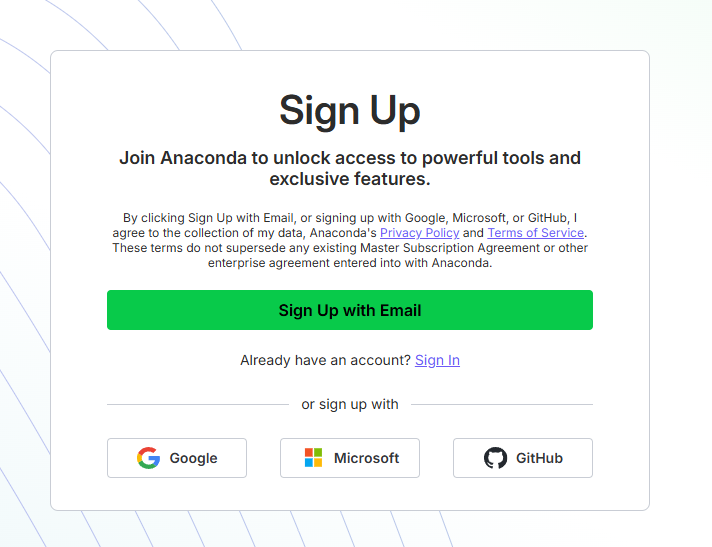 Sign Up
Join Anaconda to unlock access to powerful tools and
exclusive features.
By clicking Sign Up with Email, or signing up with Google, Microsoft, or GitHub, I
agree to the collection of my data, Anaconda's Privacy Policy and Terms of Service.
These terms do not supersede any existing Master Subscription Agreement or other
enterprise agreement entered into with Anaconda.
Sign Up with Email
Already have an account? Sign In
or sign up with
Google Microsoft GitHub